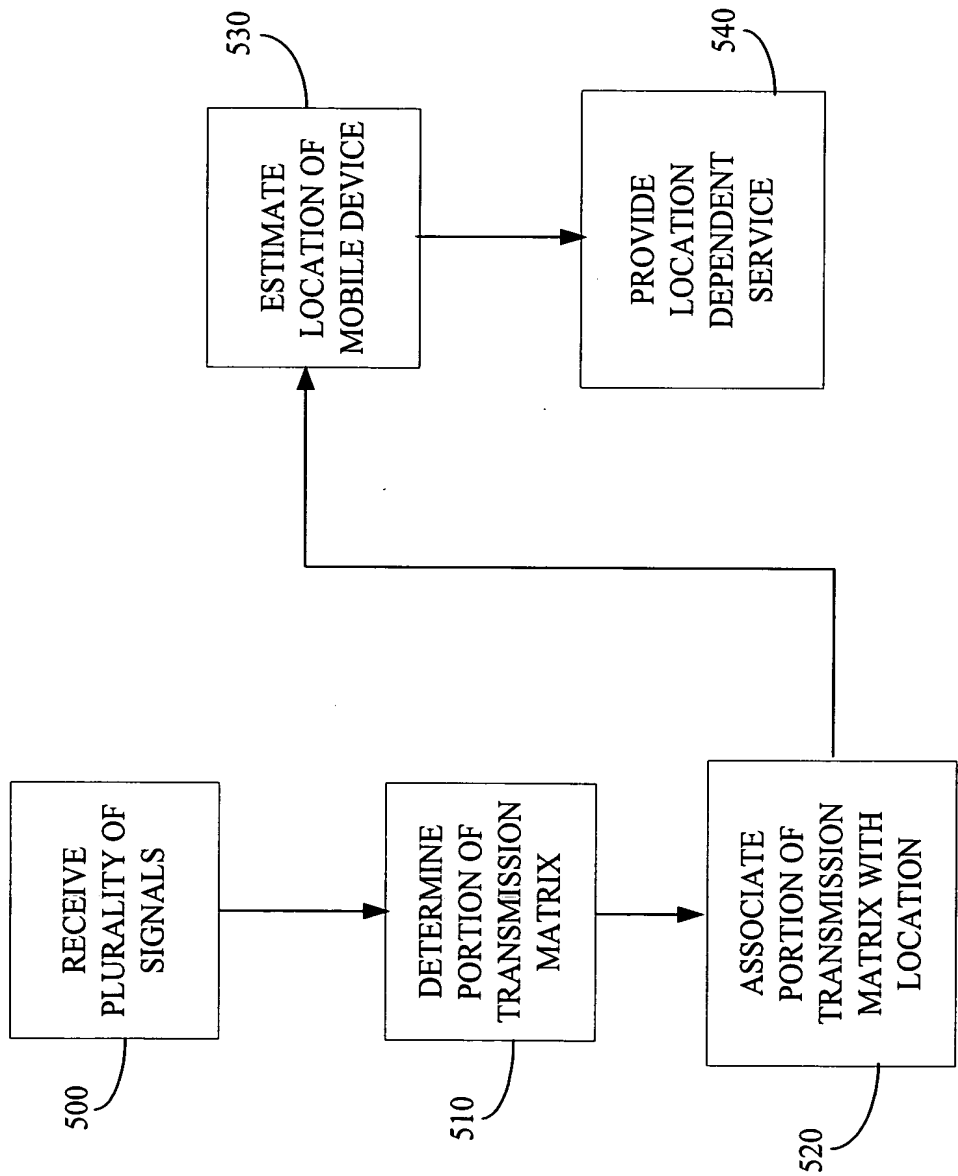 RECEIVE
PLURALITY OF
SIGNALS
500
DETERMINE
PORTION OF
TRANSMISSION
MATRIX
510
ASSOCIATE
PORTION OF
TRANSMISSION
MATRIX WITH
LOCATION
520
ESTIMATE
LOCATION OF
MOBILE DEVICE
530
PROVIDE
LOCATION
DEPENDENT
SERVICE
540